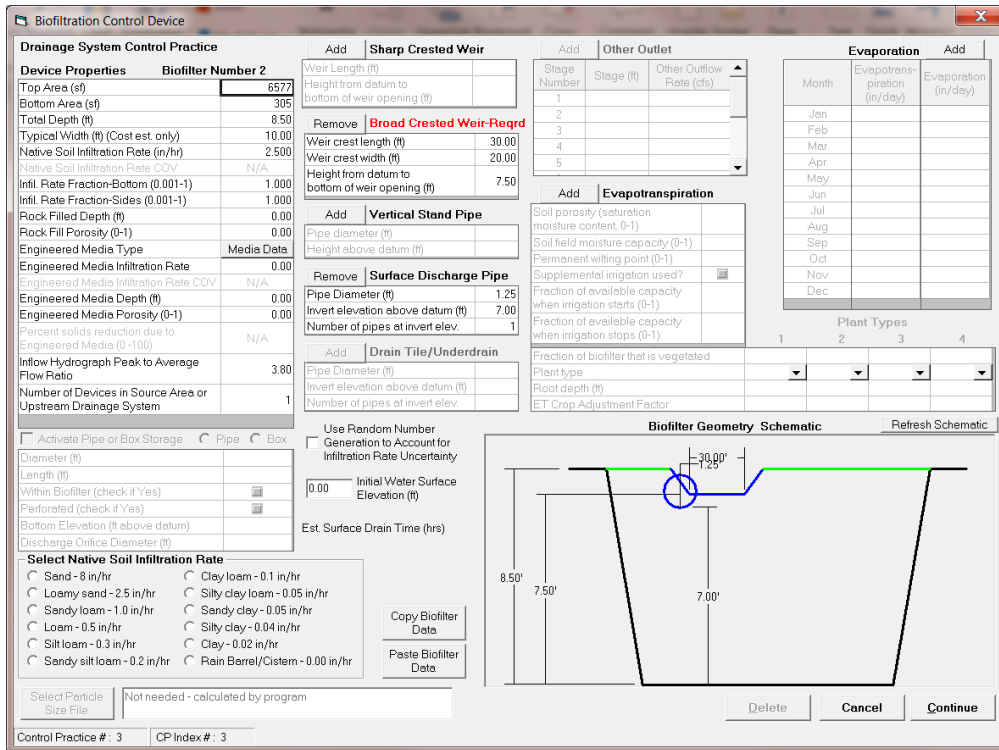 Biofiltration Control Device
Drainage System Control Practice
Device Properties Biofilter Number 2
Top Area (sf) 6577
Bottom Area (sf) 305
Total Depth (ft) 8.50
Typical Width (ft) (Cost est. only) 10.00
Native Soil Infiltration Rate (in/hr) 2.500
Native Soil Infiltration Rate COV N/A
Infil. Rate Fraction-Bottom (0.001-1) 1.000
Infil. Rate Fraction-Sides (0.001-1) 1.000
Rock Filled Depth (ft) 0.00
Rock Fill Porosity (0-1) 0.00
Engineered Media Type Media Data
Engineered Media Infiltration Rate 0.00
Engineered Media Infiltration Rate COV N/A
Engineered Media Depth (ft) 0.00
Engineered Media Porosity (0-1) 0.00
Percent solids reduction due to
Engineered Media (0 -100) N/A
Inflow Hydrograph Peak to Average
Flow Ratio 3.80
Number of Devices in Source Area or
Upstream Drainage System 1
Activate Pipe or Box Storage Pipe Box
Diameter (ft)
Length (ft)
Within Biofilter (check if Yes)
Perforated (check if Yes)
Bottom Elevation (ft above datum)
Discharge Orifice Diameter (ft)
Select Native Soil Infiltration Rate
Sand - 8 in/hr Clay loam - 0.1 in/hr
Loamy sand - 2.5 in/hr Silty clay loam - 0.05 in/hr
Sandy loam - 1.0 in/hr Sandy clay - 0.05 in/hr
Loam - 0.5 in/hr Silty clay - 0.04 in/hr
Silt loam - 0.3 in/hr Clay - 0.02 in/hr
Sandy silt loam - 0.2 in/hr Rain Barrel/Cistern - 0.00 in/hr
Select Particle
Size File
Not needed - calculated by program
Control Practice #: 3 CP Index #: 3
Add Sharp Crested Weir
Weir Length (ft)
Height from datum to
bottom of weir opening (ft)
Remove Broad Crested Weir-Reqrd
Weir crest length (ft) 30.00
Weir crest width (ft) 20.00
Height from datum to
bottom of weir opening (ft) 7.50
Add Vertical Stand Pipe
Pipe diameter (ft)
Height above datum (ft)
Remove Surface Discharge Pipe
Pipe Diameter (ft) 1.25
Invert elevation above datum (ft) 7.00
Number of pipes at invert elev. 1
Add Drain Tile/Underdrain
Pipe Diameter (ft)
Invert elevation above datum (ft)
Number of pipes at invert elev.
Use Random Number
Generation to Account for
Infiltration Rate Uncertainty
0.00 Initial Water Surface
Elevation (ft)
Est. Surface Drain Time (hrs)
Copy Biofilter
Data
Paste Biofilter
Data
Add Other Outlet
Stage
Number Stage (ft) Other Outflow
Rate (cfs)
1
2
3
4
5
Add Evapotranspiration
Soil porosity (saturation
moisture content, 0-1)
Soil field moisture capacity (0-1)
Permanent wilting point (0-1)
Supplemental irrigation used?
Fraction of available capacity
when irrigation starts (0-1)
Fraction of available capacity
when irrigation stops (0-1)
Fraction of biofilter that is vegetated
Plant type
Root depth (ft)
ET Crop Adjustment Factor
Evaporation Add
Month Evapotrans-
piration
(in/day) Evaporation
(in/day)
Jan
Feb
Mar
Apr
May
Jun
Jul
Aug
Sep
Oct
Nov
Dec
Plant Types
1 2 3 4
Biofilter Geometry Schematic Refresh Schematic
30.00'
1.25'
8.50'
7.50'
7.00'
Delete Cancel Continue